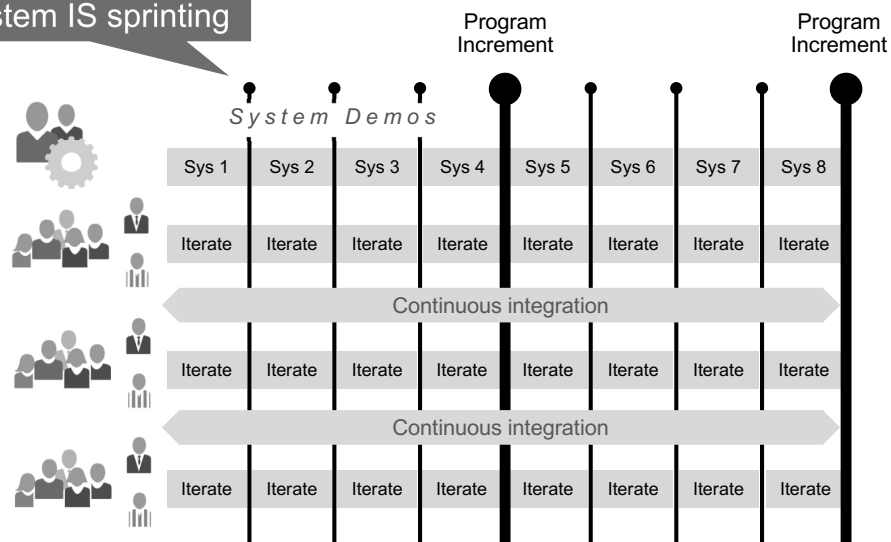 stem IS sprinting
Program
Increment
Program
Increment
System Demos
Sys 1 Sys 2 Sys 3 Sys 4 Sys 5 Sys 6 Sys 7 Sys 8
Iterate Iterate Iterate Iterate Iterate Iterate Iterate Iterate
Continuous integration
Iterate Iterate Iterate Iterate Iterate Iterate Iterate Iterate
Continuous integration
Iterate Iterate Iterate Iterate Iterate Iterate Iterate Iterate